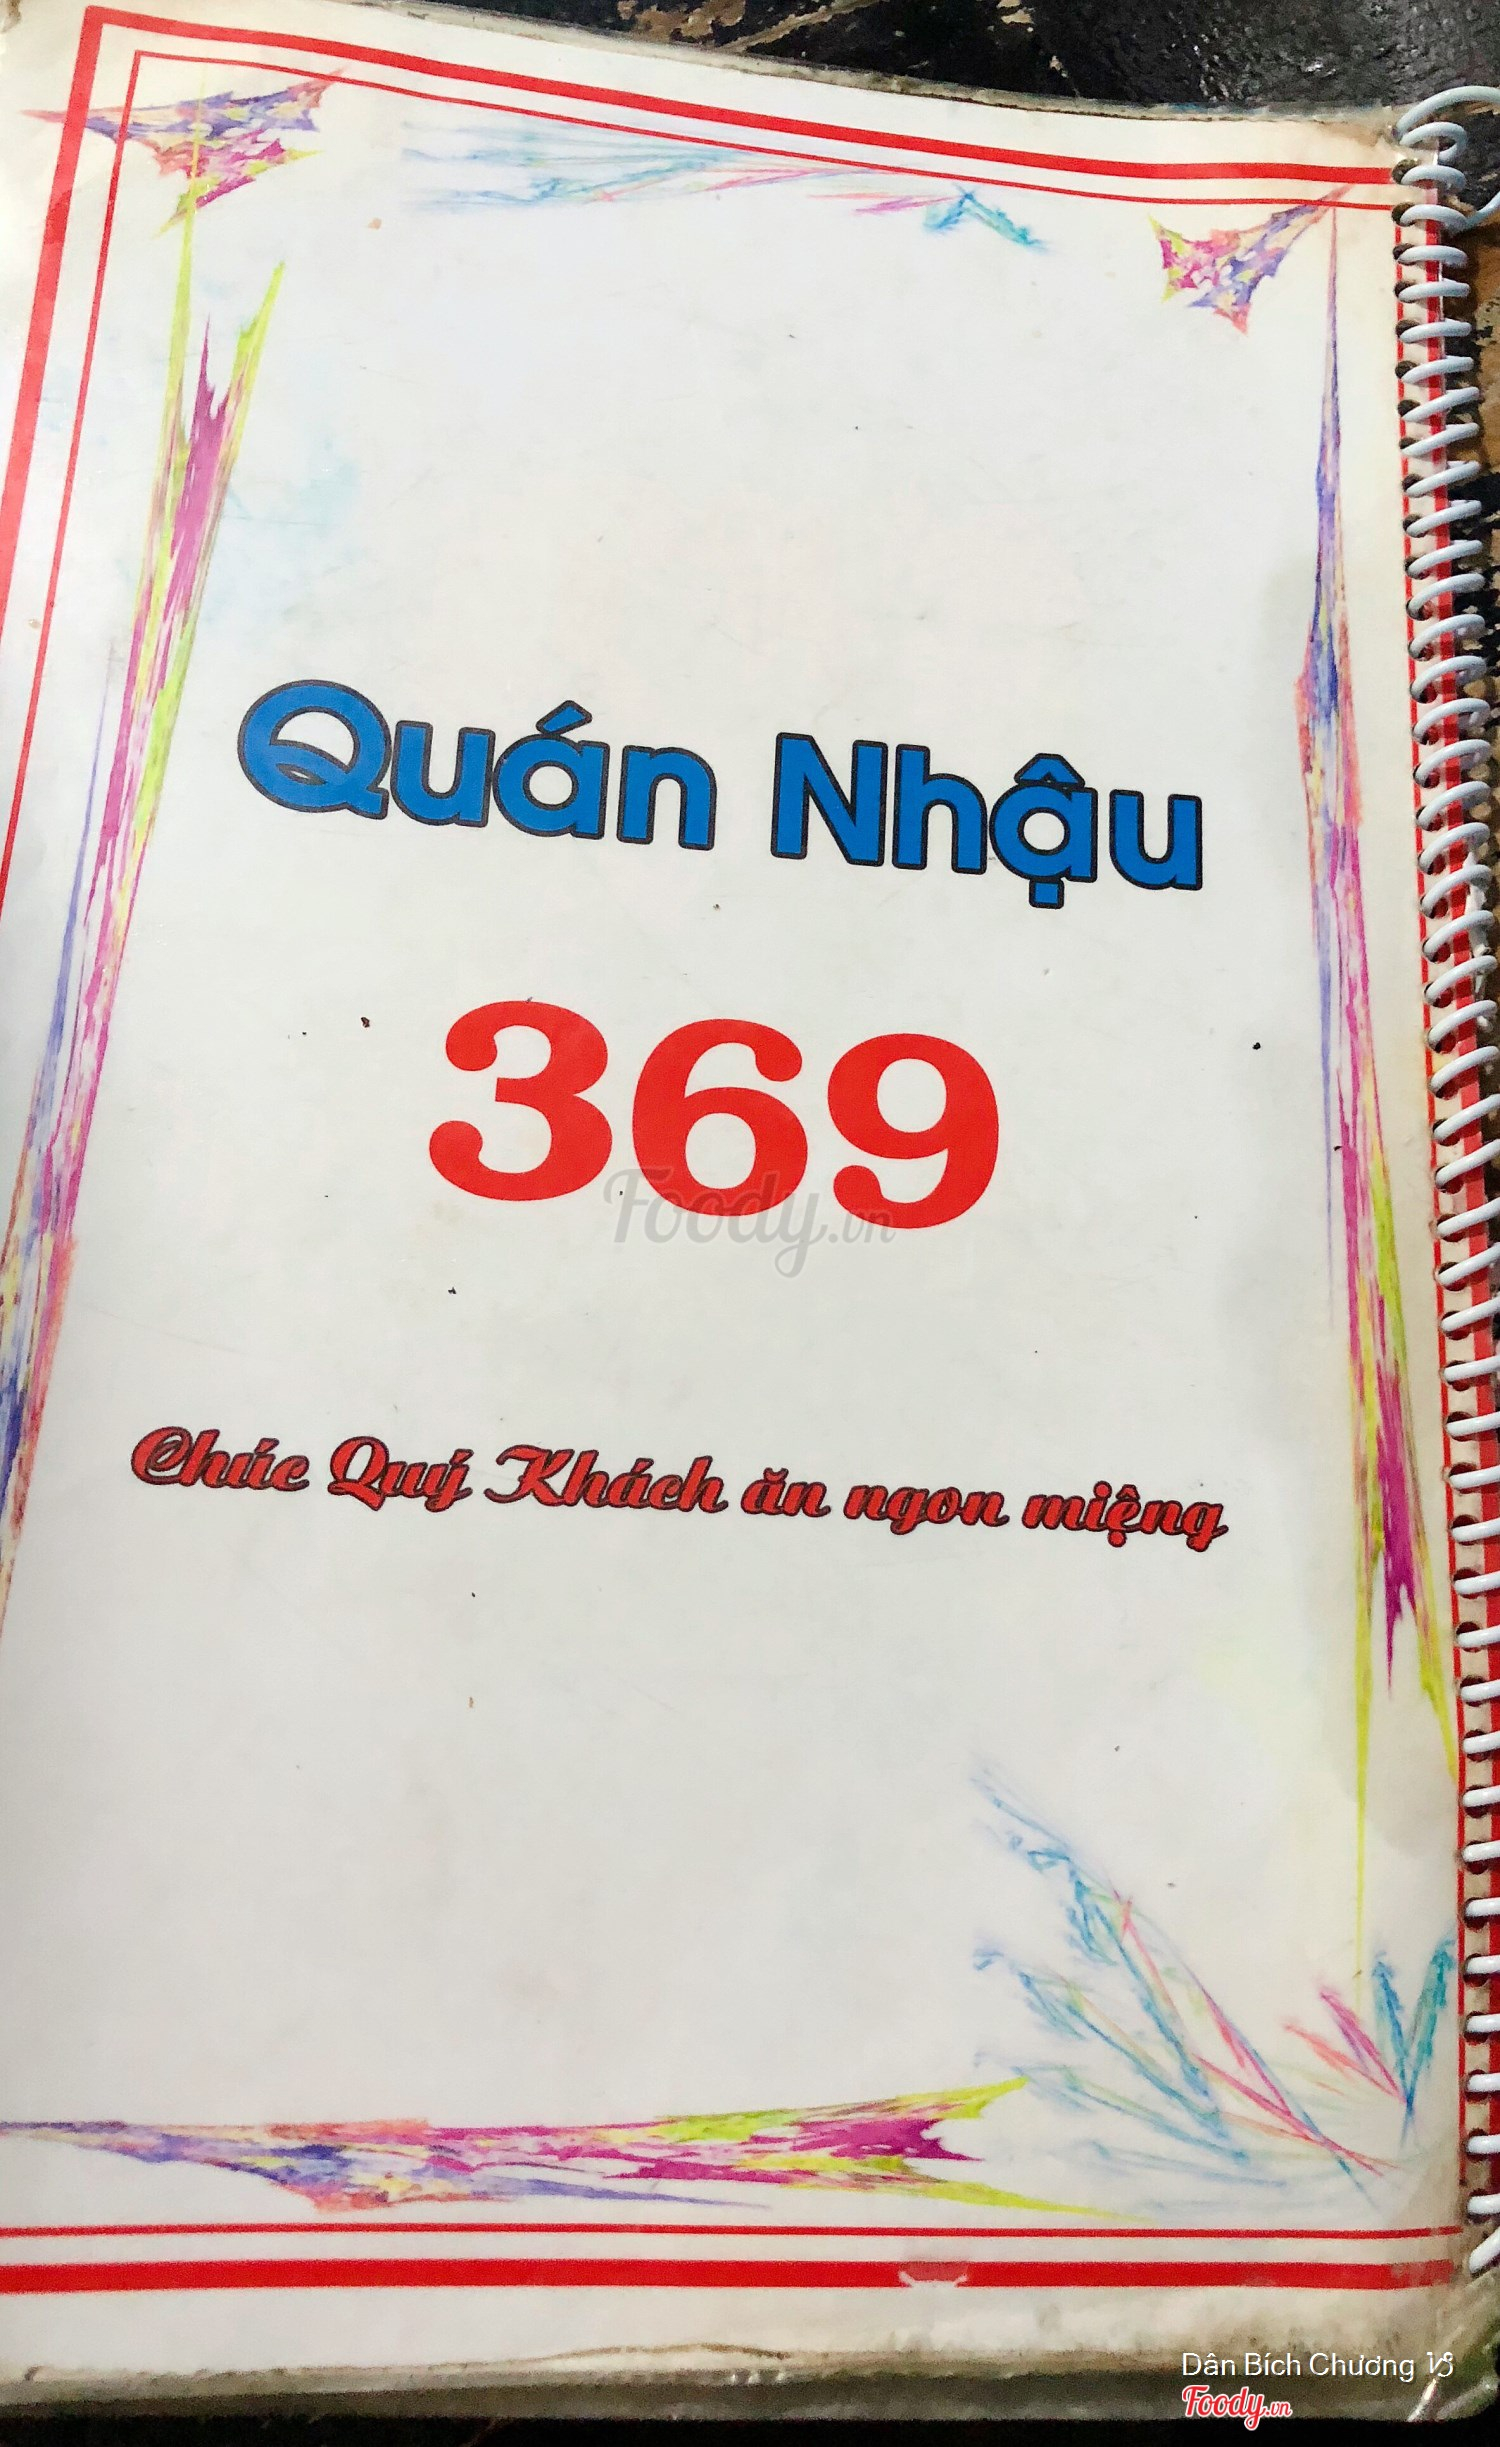 Quán Nhậu
369
Foody.vn
Chúc Quý Khách ăn ngon miệng
Dân Bích Chương
Foody.vn